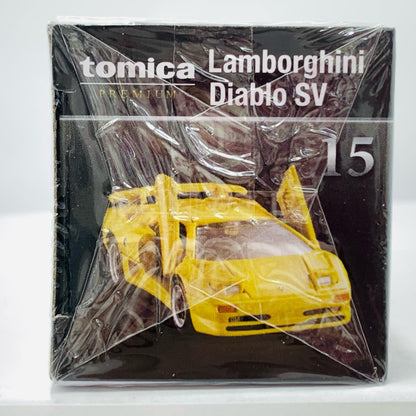 tomica
PREMIUM
Lamborghini
Diablo SV
15